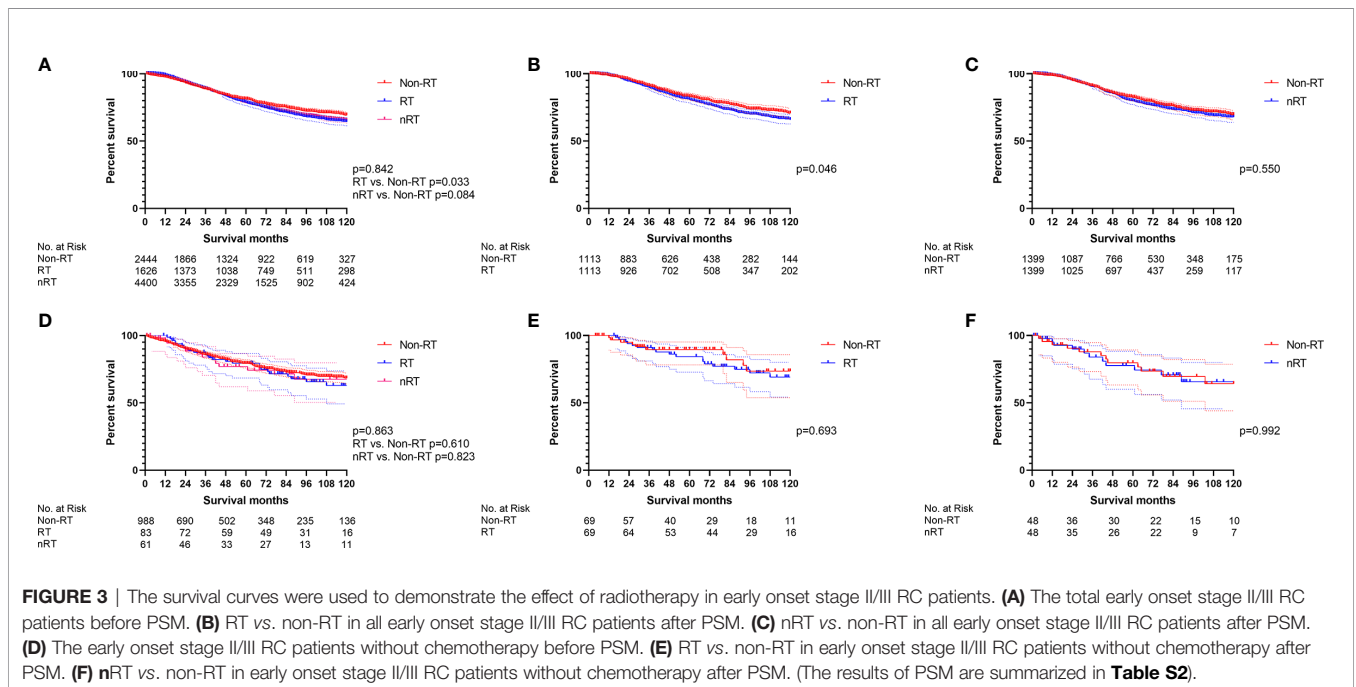 A
Percent survival
100
50
0
0 12 24 36 48 60 72 84 96 108 120
Survival months
Non-RT
RT
nRT
p=0.842
RT vs. Non-RT p=0.033
nRT vs. Non-RT p=0.084
No. at Risk
Non-RT 2444 1866 1324 922 619 327
RT 1626 1373 1038 749 511 298
nRT 4400 3355 2329 1525 902 424
B
Percent survival
100
50
0
0 12 24 36 48 60 72 84 96 108 120
Survival months
Non-RT
RT
p=0.046
No. at Risk
Non-RT 1113 883 626 438 282 144
RT 1113 926 702 508 347 202
C
Percent survival
100
50
0
0 12 24 36 48 60 72 84 96 108 120
Survival months
Non-RT
nRT
p=0.550
No. at Risk
Non-RT 1399 1087 766 530 348 175
nRT 1399 1025 697 437 259 117
D
Percent survival
100
50
0
0 12 24 36 48 60 72 84 96 108 120
Survival months
Non-RT
RT
nRT
p=0.863
RT vs. Non-RT p=0.610
nRT vs. Non-RT p=0.823
No. at Risk
Non-RT 988 690 502 348 235 136
RT 83 72 59 49 31 16
nRT 61 46 33 27 13 11
E
Percent survival
100
50
0
0 12 24 36 48 60 72 84 96 108 120
Survival months
Non-RT
RT
p=0.693
No. at Risk
Non-RT 69 57 40 29 18 11
RT 69 64 53 44 29 16
F
Percent survival
100
50
0
0 12 24 36 48 60 72 84 96 108 120
Survival months
Non-RT
nRT
p=0.992
No. at Risk
Non-RT 48 36 30 22 15 10
nRT 48 35 26 22 9 7
FIGURE 3 | The survival curves were used to demonstrate the effect of radiotherapy in early onset stage II/III RC patients. (A) The total early onset stage II/III RC
patients before PSM. (B) RT vs. non-RT in all early onset stage II/III RC patients after PSM. (C) nRT vs. non-RT in all early onset stage II/III RC patients after PSM.
(D) The early onset stage II/III RC patients without chemotherapy before PSM. (E) RT vs. non-RT in early onset stage II/III RC patients without chemotherapy after
PSM. (F) nRT vs. non-RT in early onset stage II/III RC patients without chemotherapy after PSM. (The results of PSM are summarized in Table S2).